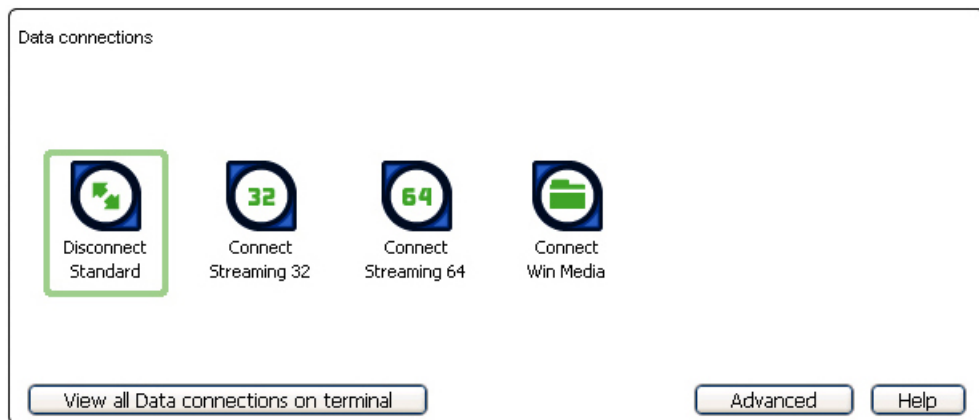 Data connections
32
64
Disconnect
Standard
Connect
Streaming 32
Connect
Streaming 64
Connect
Win Media
View all Data connections on terminal
Advanced
Help